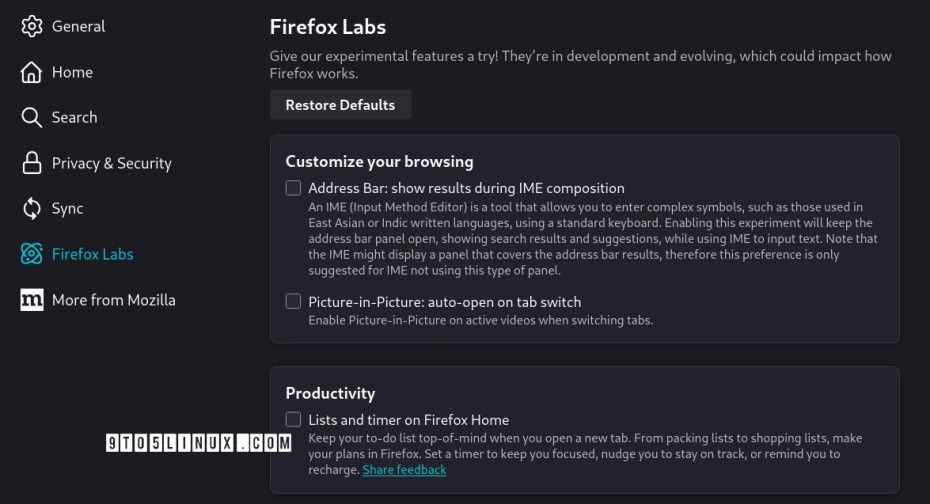 General
Home
Search
Privacy & Security
Sync
Firefox Labs
m More from Mozilla
Firefox Labs
Give our experimental features a try! They’re in development and evolving, which could impact how
Firefox works.
Restore Defaults
Customize your browsing
Address Bar: show results during IME composition
An IME (Input Method Editor) is a tool that allows you to enter complex symbols, such as those used in
East Asian or Indic written languages, using a standard keyboard. Enabling this experiment will keep the
address bar panel open, showing search results and suggestions, while using IME to input text. Note that
the IME might display a panel that covers the address bar results, therefore this preference is only
suggested for IME not using this type of panel.
Picture-in-Picture: auto-open on tab switch
Enable Picture-in-Picture on active videos when switching tabs.
Productivity
Lists and timer on Firefox Home
Keep your to-do list top-of-mind when you open a new tab. From packing lists to shopping lists, make
your plans in Firefox. Set a timer to keep you focused, nudge you to stay on track, or remind you to
recharge. Share feedback
9TO5LINUX.COM